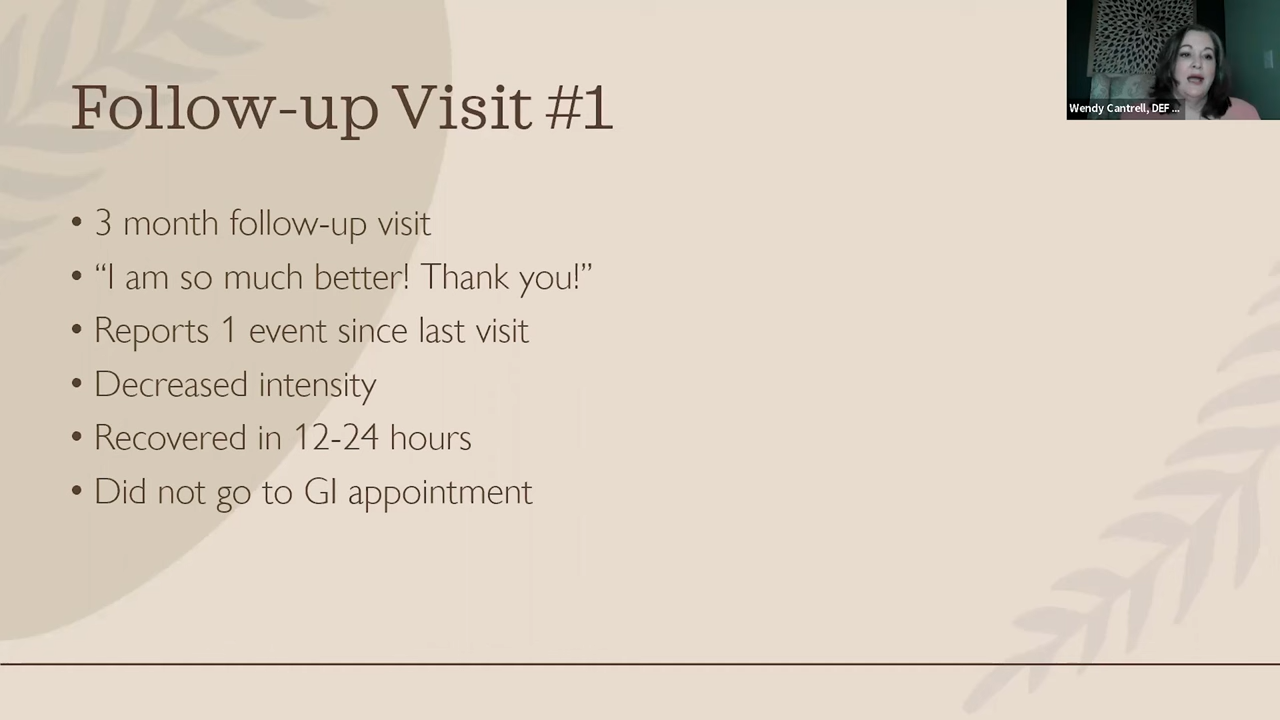 Wendy Cantrell, DEF ...
Follow-up Visit #1
• 3 month follow-up visit
• “I am so much better! Thank you!”
• Reports 1 event since last visit
• Decreased intensity
• Recovered in 12-24 hours
• Did not go to GI appointment